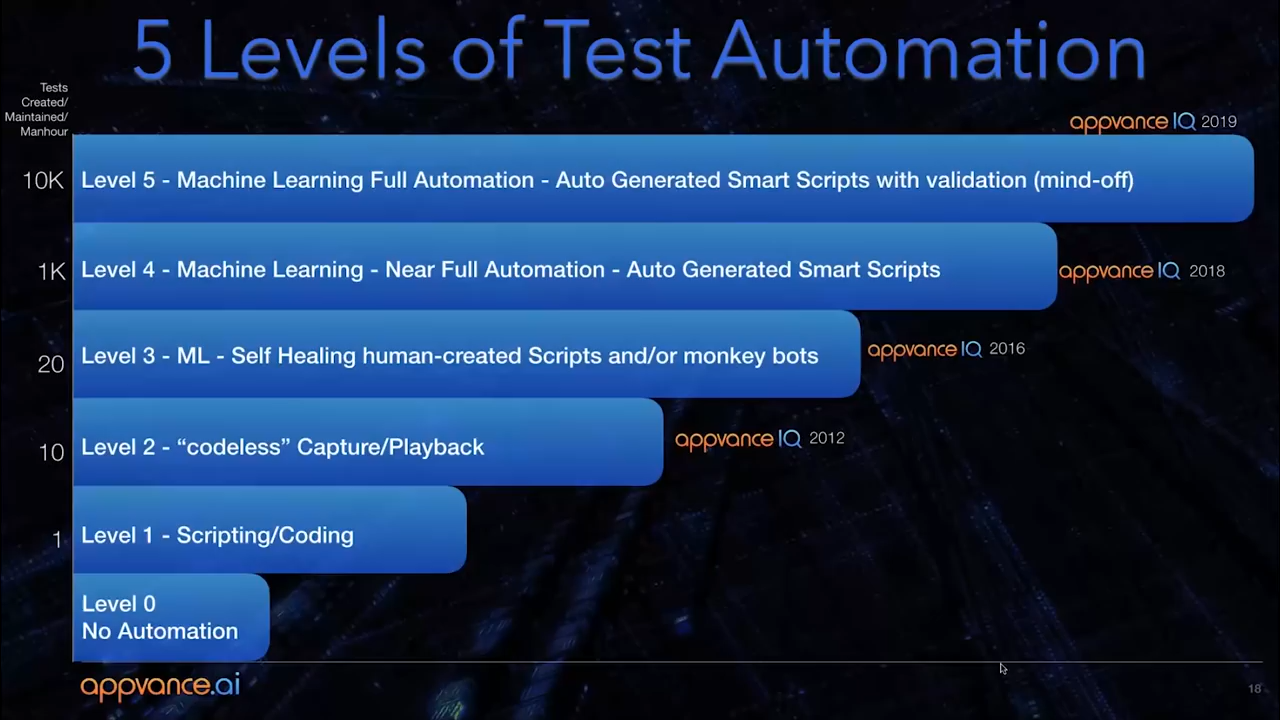 5 Levels of Test Automation
Tests
Created/
Maintained/
Manhour
appvance IQ 2019
10K
Level 5 - Machine Learning Full Automation - Auto Generated Smart Scripts with validation (mind-off)
1K
Level 4 - Machine Learning - Near Full Automation - Auto Generated Smart Scripts
appvance IQ 2018
20
Level 3 - ML - Self Healing human-created Scripts and/or monkey bots
appvance IQ 2016
10
Level 2 - “codeless” Capture/Playback
appvance IQ 2012
1
Level 1 - Scripting/Coding
Level 0
No Automation
appvance.ai
18